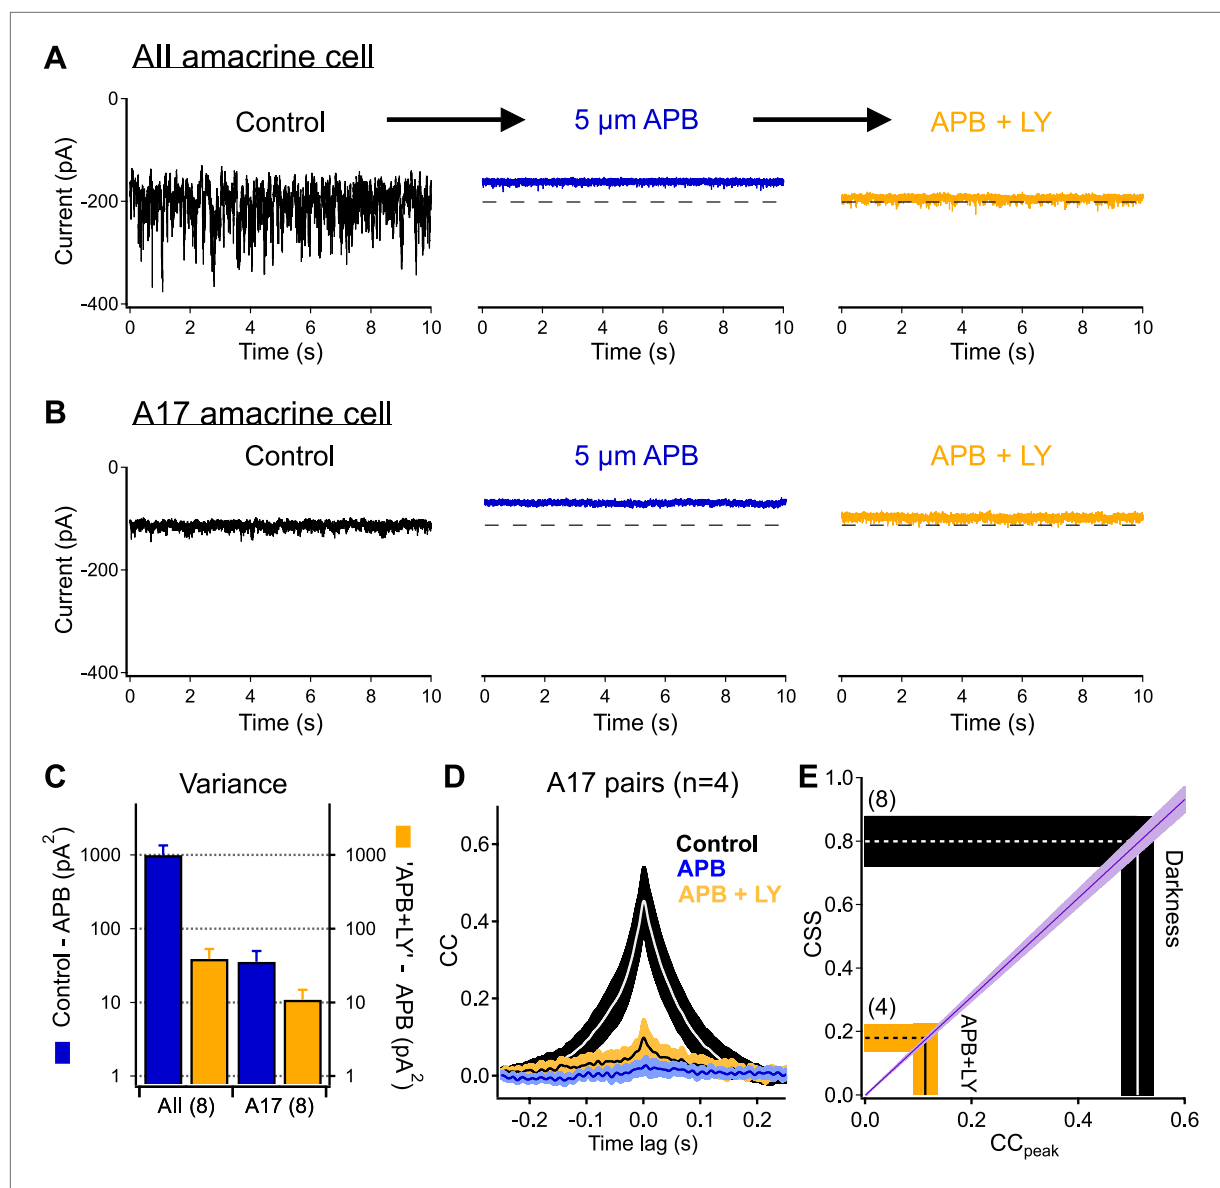 A AII amacrine cell
Control 5 μm APB APB + LY
Current (pA)
0
-200
-400
0 2 4 6 8 10
0 2 4 6 8 10
0 2 4 6 8 10
Time (s) Time (s) Time (s)
B A17 amacrine cell
Control 5 μm APB APB + LY
Current (pA)
0
-200
-400
0 2 4 6 8 10
0 2 4 6 8 10
0 2 4 6 8 10
Time (s) Time (s) Time (s)
C Variance
Control - APB (pA²)
1000
100
10
1
1000
100
10
1
'APB+LY' - APB (pA²)
AII (8) A17 (8)
D A17 pairs (n=4)
Control
APB
APB + LY
CC
0.6
0.4
0.2
0.0
-0.2 -0.1 0.0 0.1 0.2
Time lag (s)
E
CSS
1.0
0.8
0.6
0.4
0.2
0.0
(8)
(4)
Darkness
APB+LY
0.0 0.2 0.4 0.6
CCpeak